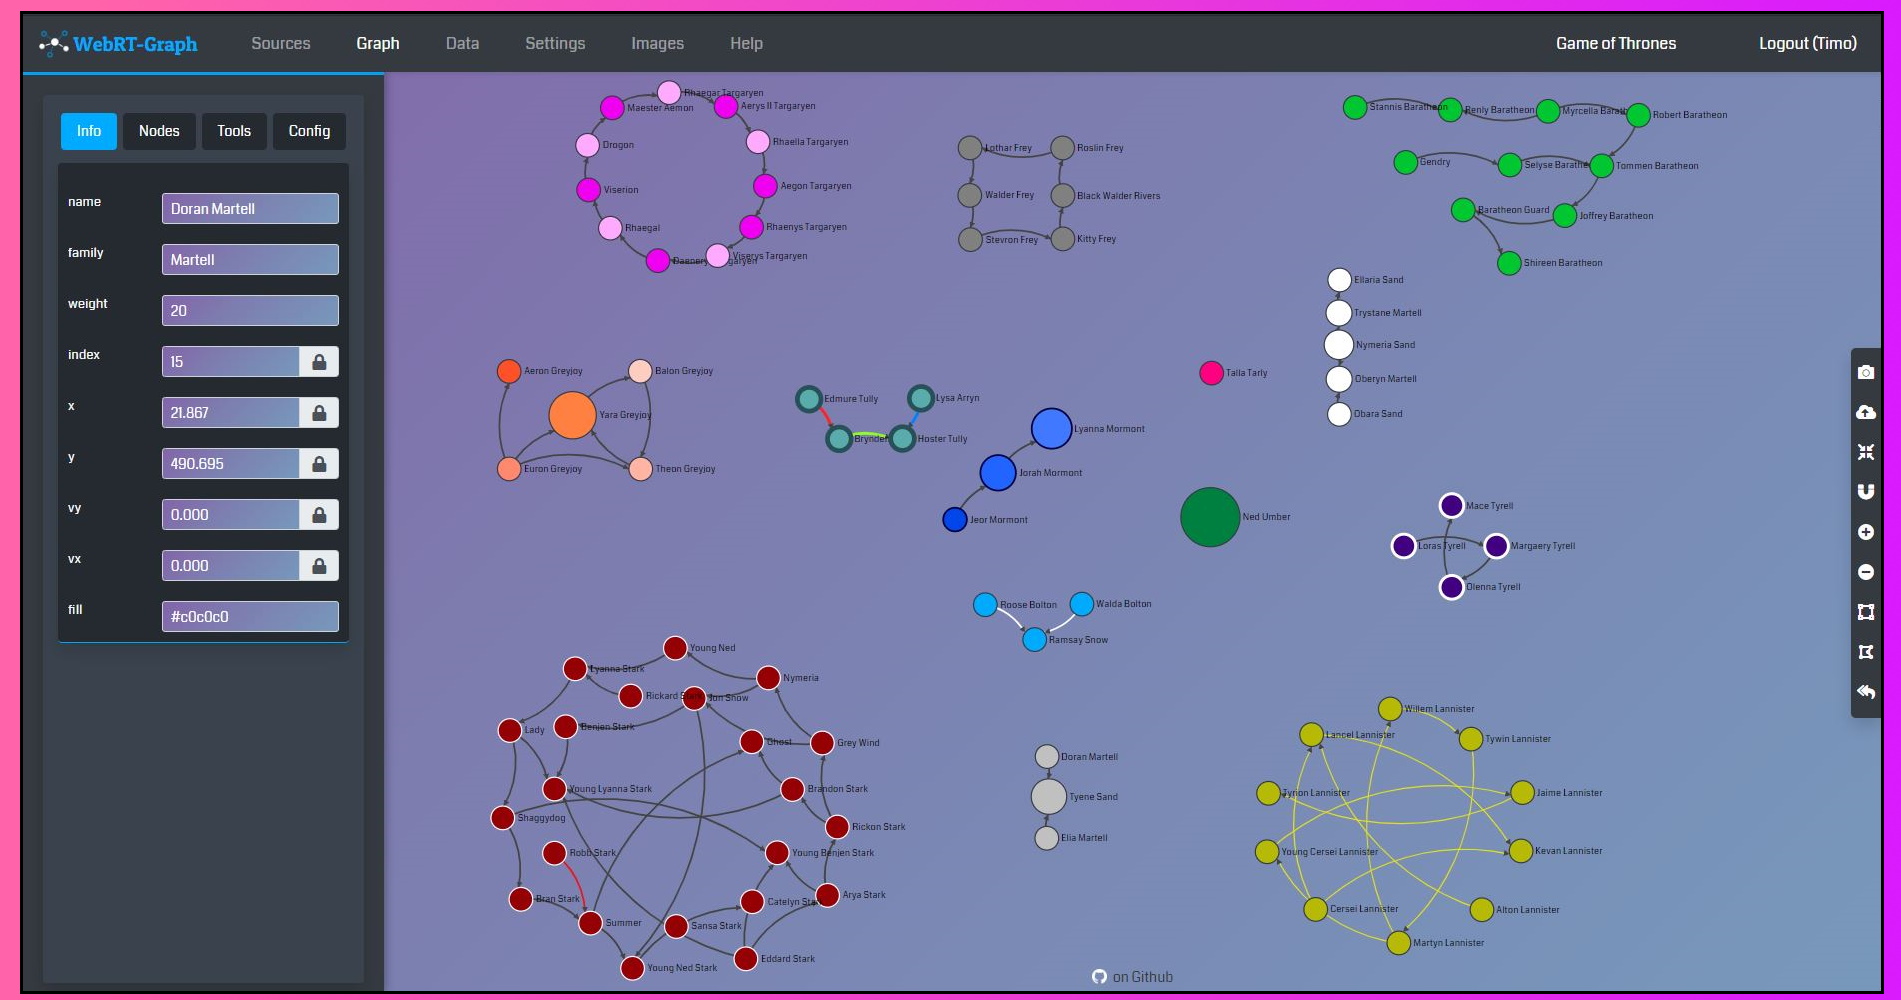 WebRT-Graph
Sources
Graph
Data
Settings
Images
Help
Game of Thrones
Logout (Timo)
Info
Nodes
Tools
Config
name
Doran Martell
family
Martell
weight
20
index
15
x
21.867
y
490.695
vy
0.000
vx
0.000
fill
#c0c0c0
Rhaegar Targaryen
Maester Aemon
Aerys II Targaryen
Drogon
Rhaella Targaryen
Viserion
Aegon Targaryen
Rhaegal
Rhaenys Targaryen
Viserys Targaryen
Lothar Frey
Roslin Frey
Walder Frey
Black Walder Rivers
Stevron Frey
Kitty Frey
Stannis Baratheon
Renly Baratheon
Myrcella
Robert Baratheon
Gendry
Selyse
Tommen Baratheon
Baratheon Guard
Joffrey Baratheon
Shireen Baratheon
Ellaria Sand
Trystane Martell
Nymeria Sand
Oberyn Martell
Obara Sand
Aeron Greyjoy
Balon Greyjoy
Yara Greyjoy
Euron Greyjoy
Theon Greyjoy
Edmure Tully
Lysa Arryn
Brynden
Hoster Tully
Talla Tarly
Lyanna Mormont
Jorah Mormont
Jeor Mormont
Ned Umber
Mace Tyrell
Loras Tyrell
Margaery Tyrell
Olenna Tyrell
Roose Bolton
Walda Bolton
Ramsay Snow
Young Ned
Lyanna Stark
Nymeria
Rickard
Jon Snow
Lady
Benjen Stark
Ghost
Grey Wind
Young Lyanna Stark
Brandon Stark
Shaggydog
Rickon Stark
Robb Stark
Young Benjen Stark
Bran Stark
Catelyn
Arya Stark
Summer
Sansa Stark
Young Ned Stark
Eddard Stark
Doran Martell
Tyene Sand
Elia Martell
Willem Lannister
Lancel Lannister
Tywin Lannister
Tyrion Lannister
Jaime Lannister
Young Cersei Lannister
Kevan Lannister
Cersei Lannister
Alton Lannister
Martyn Lannister
on Github